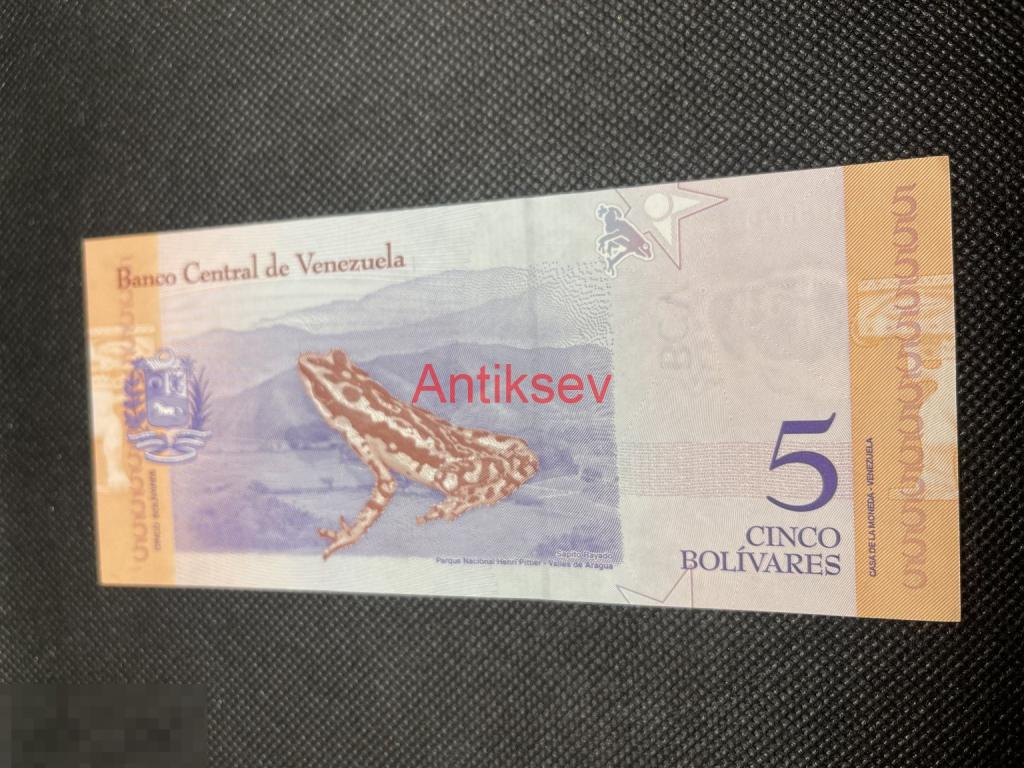 Banco Central de Venezuela
Antiksev
CINCO BOLÍVARES
5
CINCO
BOLÍVARES
Sapito Rayado
Parque Nacional Henri Pittier - Valles de Aragua
CASA DE LA MONEDA - VENEZUELA